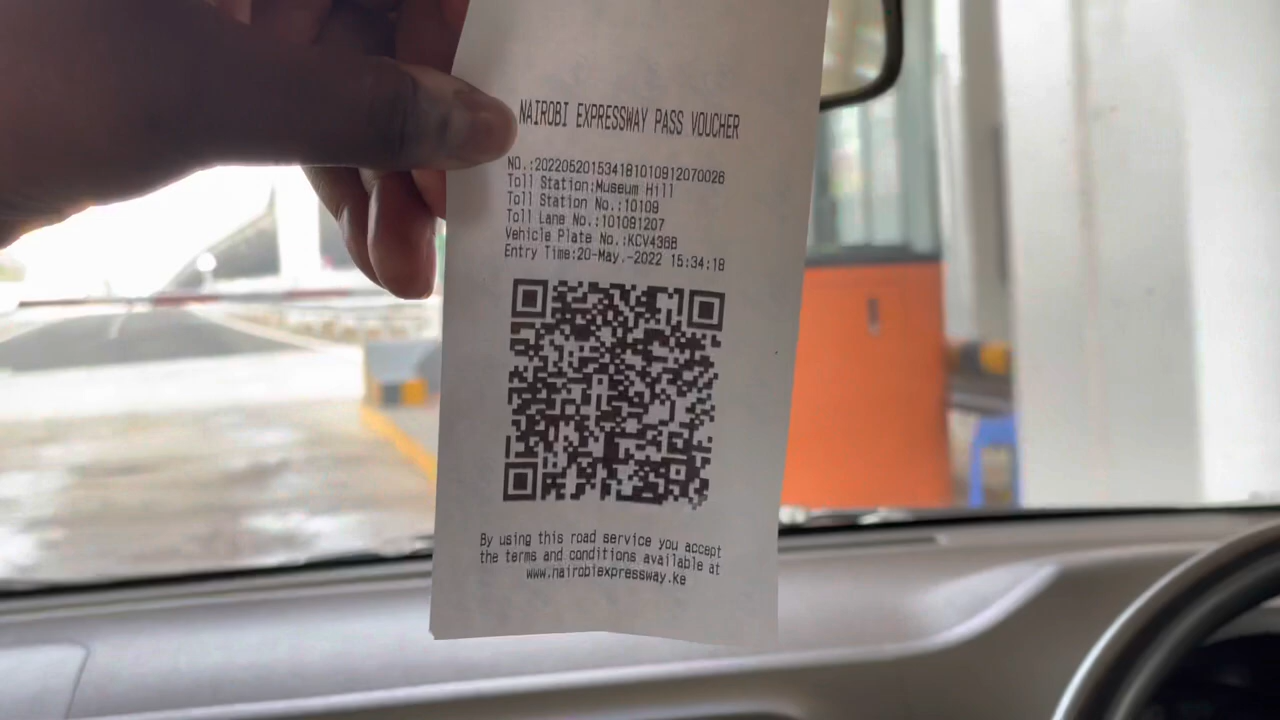 NAIROBI EXPRESSWAY PASS VOUCHER
NO.:202205201534181010912070026
Toll Station:Museum Hill
Toll Station No.:10109
Toll Lane No.:101091207
Vehicle Plate No.:KCV436B
Entry Time:20-May.-2022 15:34:18
By using this road service you accept
the terms and conditions available at
www.nairobiexpressway.ke